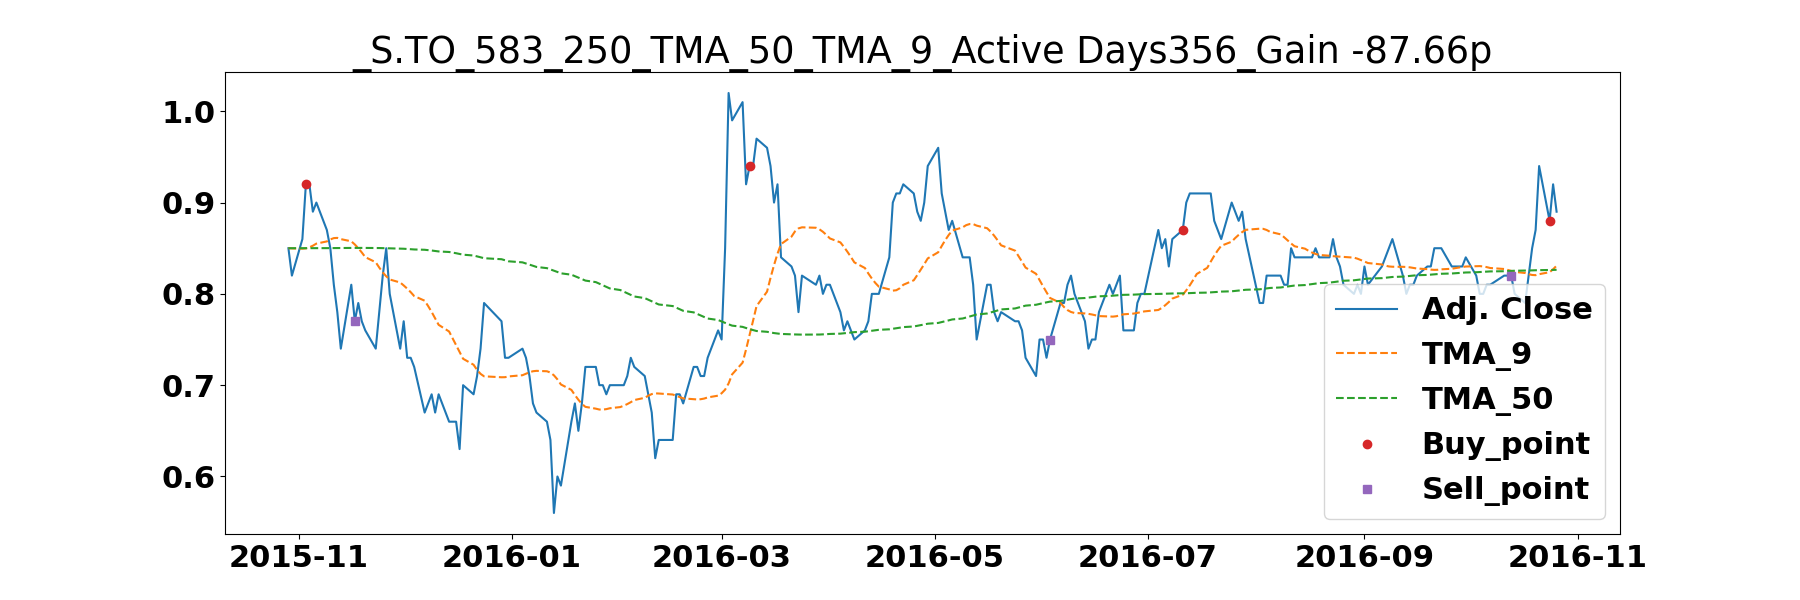 _S.TO_583_250_TMA_50_TMA_9_Active Days356_Gain -87.66p
1.0
0.9
0.8
0.7
0.6
Adj. Close
TMA_9
TMA_50
Buy_point
Sell_point
2015-11 2016-01 2016-03 2016-05 2016-07 2016-09 2016-11